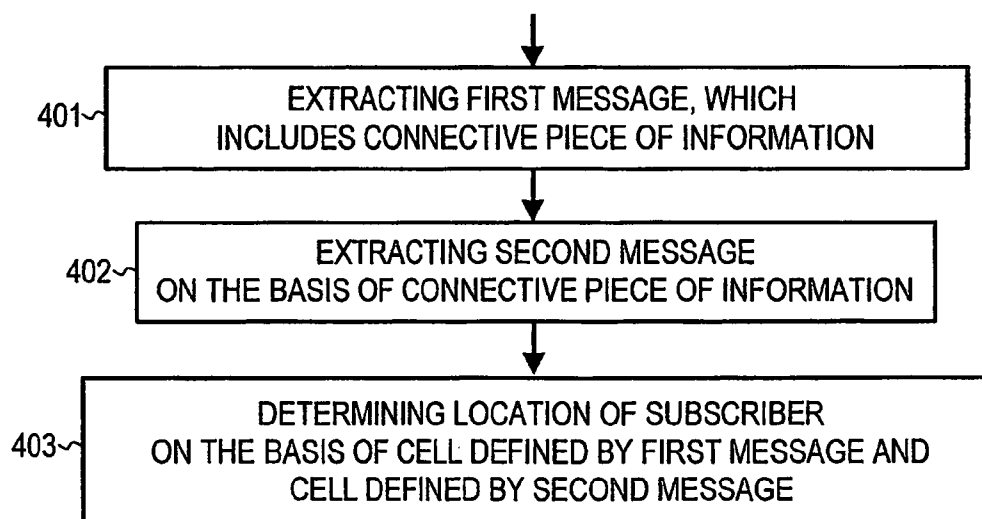 401
EXTRACTING FIRST MESSAGE, WHICH
INCLUDES CONNECTIVE PIECE OF INFORMATION
402
EXTRACTING SECOND MESSAGE
ON THE BASIS OF CONNECTIVE PIECE OF INFORMATION
403
DETERMINING LOCATION OF SUBSCRIBER
ON THE BASIS OF CELL DEFINED BY FIRST MESSAGE AND
CELL DEFINED BY SECOND MESSAGE